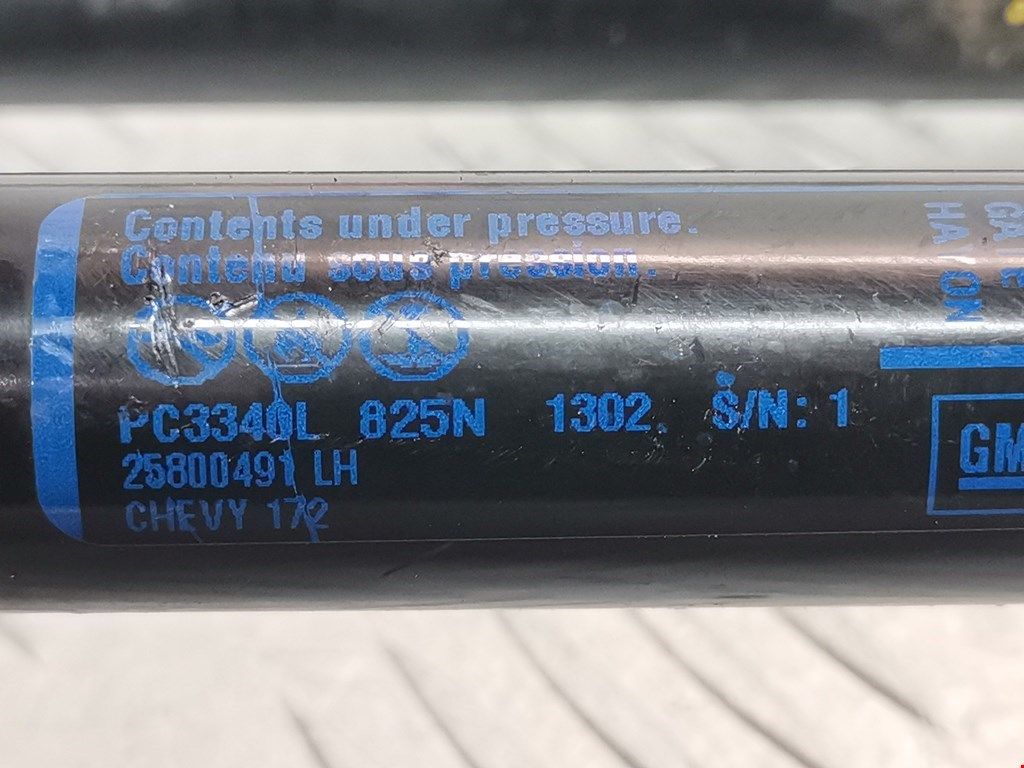 Contents under pressure.
Contenu sous pression.
PC3340L 825N 1302. S/N: 1
25800491 LH
CHEVY 172
GM